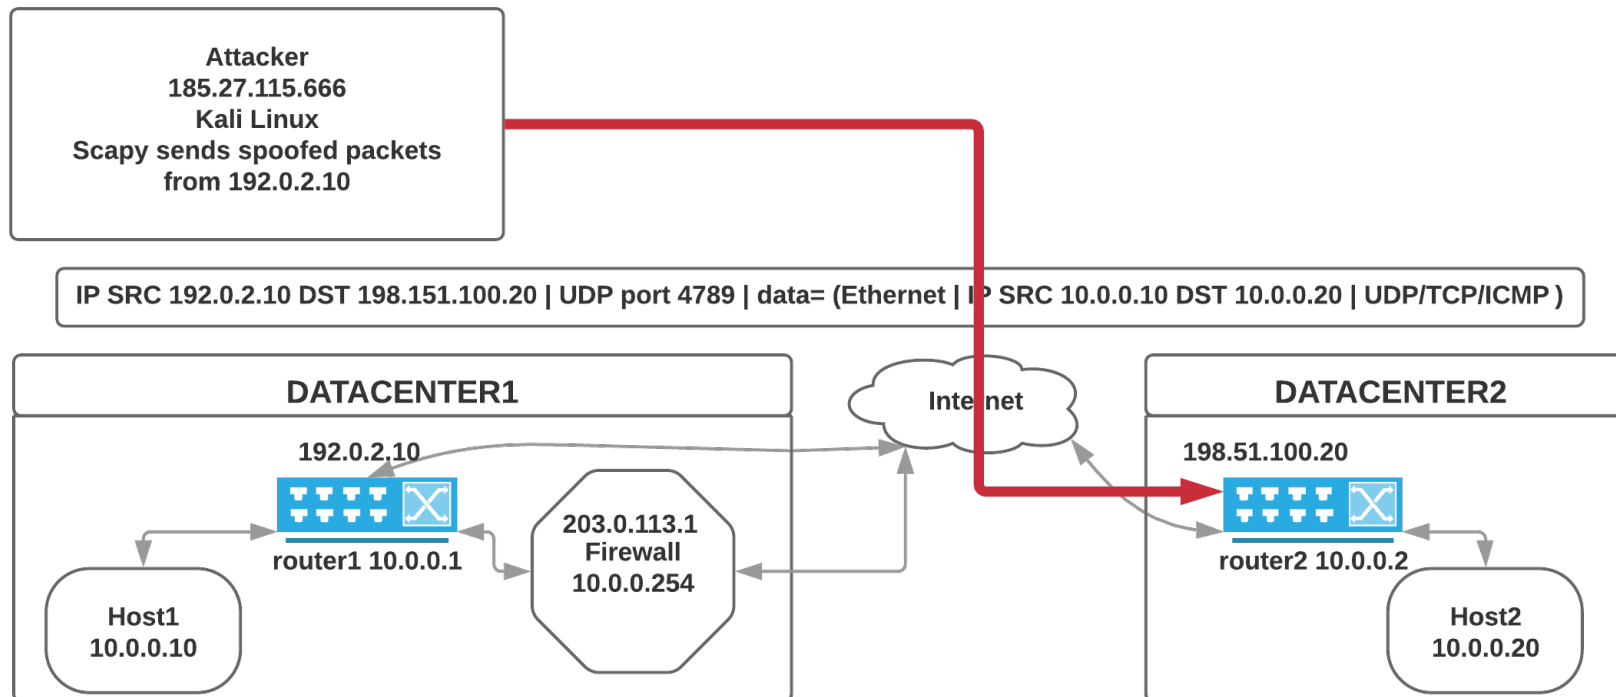 Attacker
185.27.115.666
Kali Linux
Scapy sends spoofed packets
from 192.0.2.10
IP SRC 192.0.2.10 DST 198.151.100.20 | UDP port 4789 | data= (Ethernet | IP SRC 10.0.0.10 DST 10.0.0.20 | UDP/TCP/ICMP )
DATACENTER1
Internet
DATACENTER2
192.0.2.10
198.51.100.20
203.0.113.1
Firewall
10.0.0.254
router1 10.0.0.1
router2 10.0.0.2
Host1
10.0.0.10
Host2
10.0.0.20